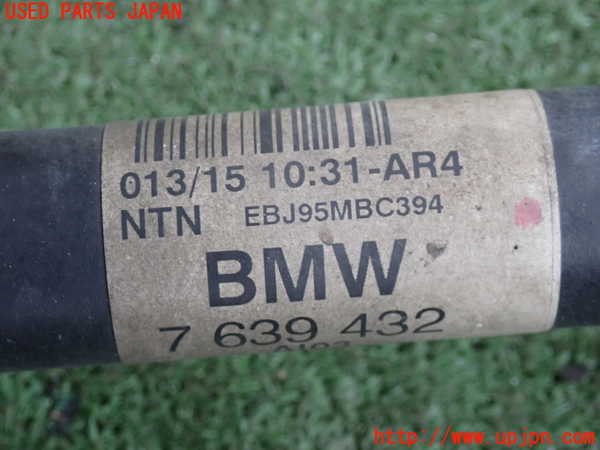 USED PARTS JAPAN
013/15 10:31-AR4
NTN EBJ95MBC394
BMW
7 639 432
http://www.upjpn.com